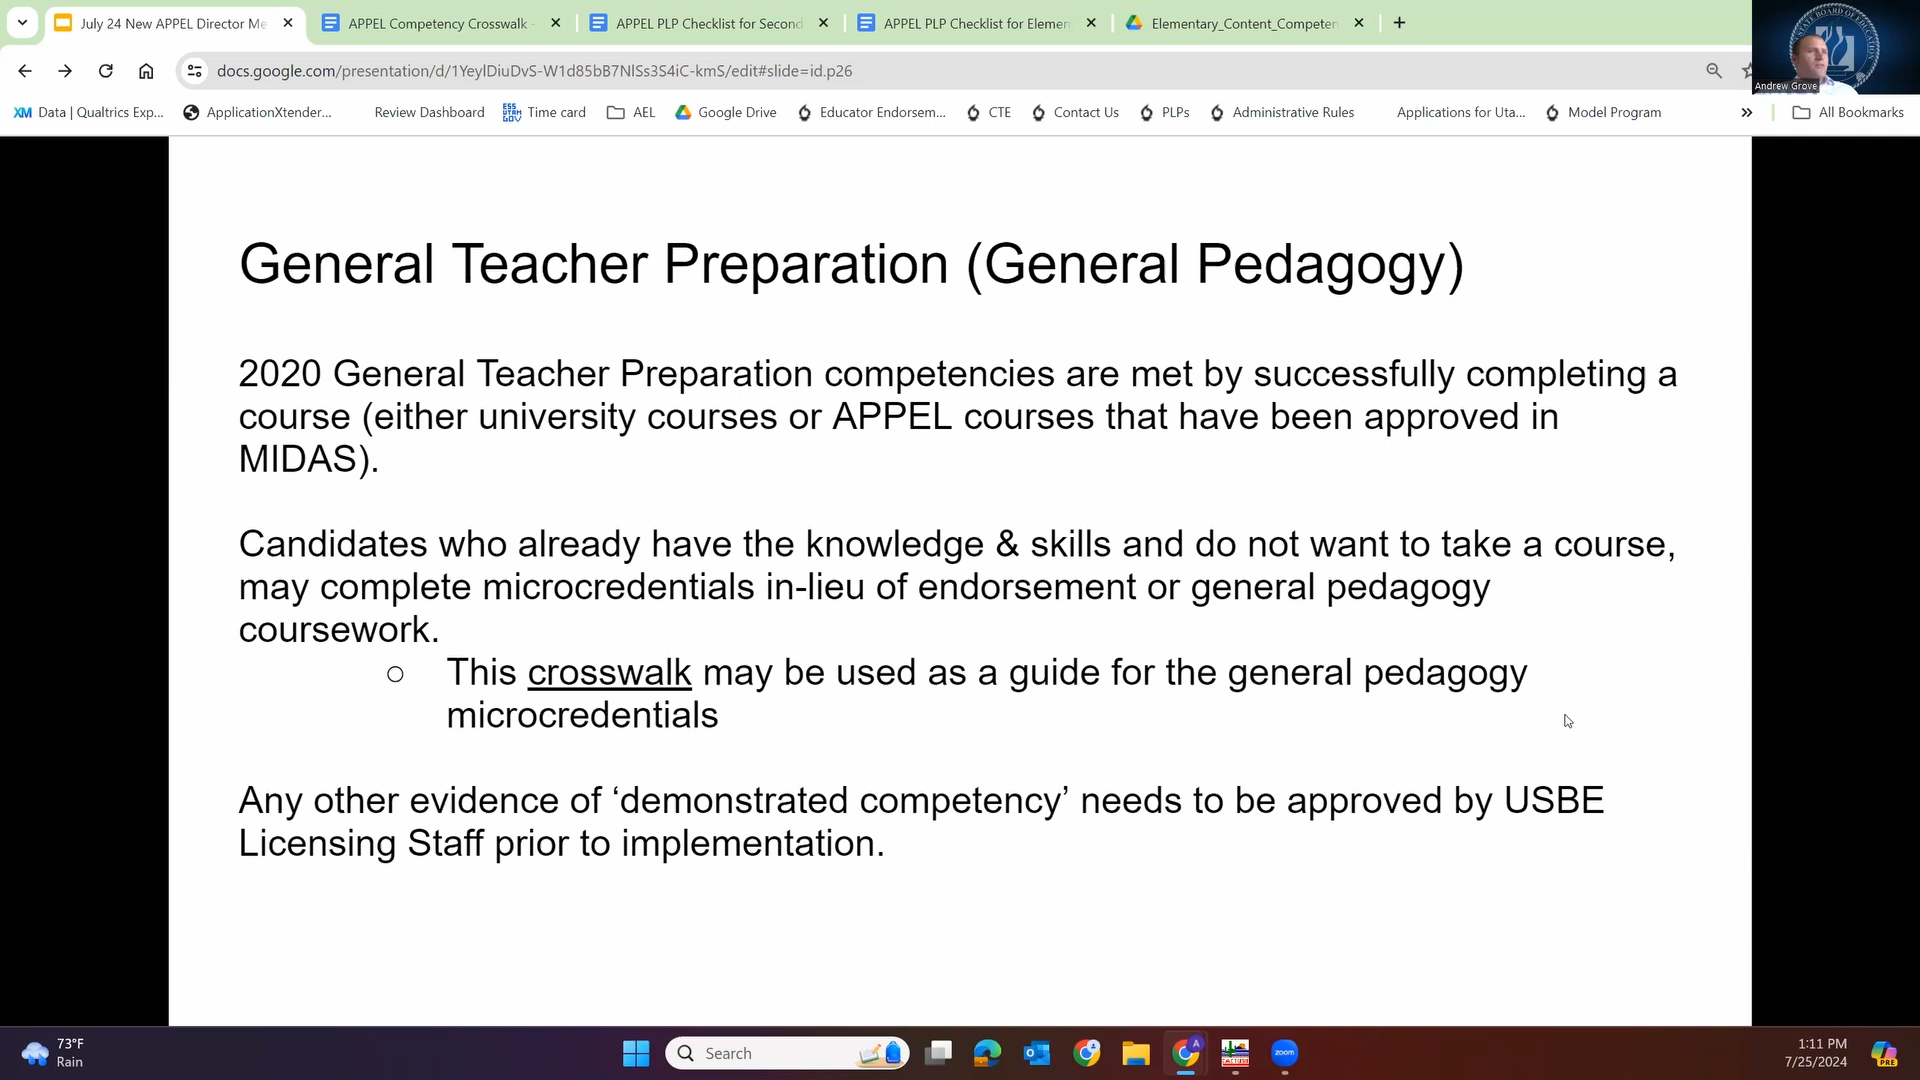 July 24 New APPEL Director Me
APPEL Competency Crosswalk -
APPEL PLP Checklist for Second
APPEL PLP Checklist for Elemen
Elementary_Content_Competen
docs.google.com/presentation/d/1YeylDiuDvS-W1d85bB7NlSs3S4iC-kmS/edit#slide=id.p26
Andrew Grove
XM Data | Qualtrics Exp...
ApplicationXtender...
Review Dashboard
Time card
AEL
Google Drive
Educator Endorsem...
CTE
Contact Us
PLPs
Administrative Rules
Applications for Uta...
Model Program
All Bookmarks
General Teacher Preparation (General Pedagogy)
2020 General Teacher Preparation competencies are met by successfully completing a
course (either university courses or APPEL courses that have been approved in
MIDAS).
Candidates who already have the knowledge & skills and do not want to take a course,
may complete microcredentials in-lieu of endorsement or general pedagogy
coursework.
This crosswalk may be used as a guide for the general pedagogy
microcredentials
Any other evidence of ‘demonstrated competency’ needs to be approved by USBE
Licensing Staff prior to implementation.
73°F
Rain
Search
zoom
1:11 PM
7/25/2024
PRE